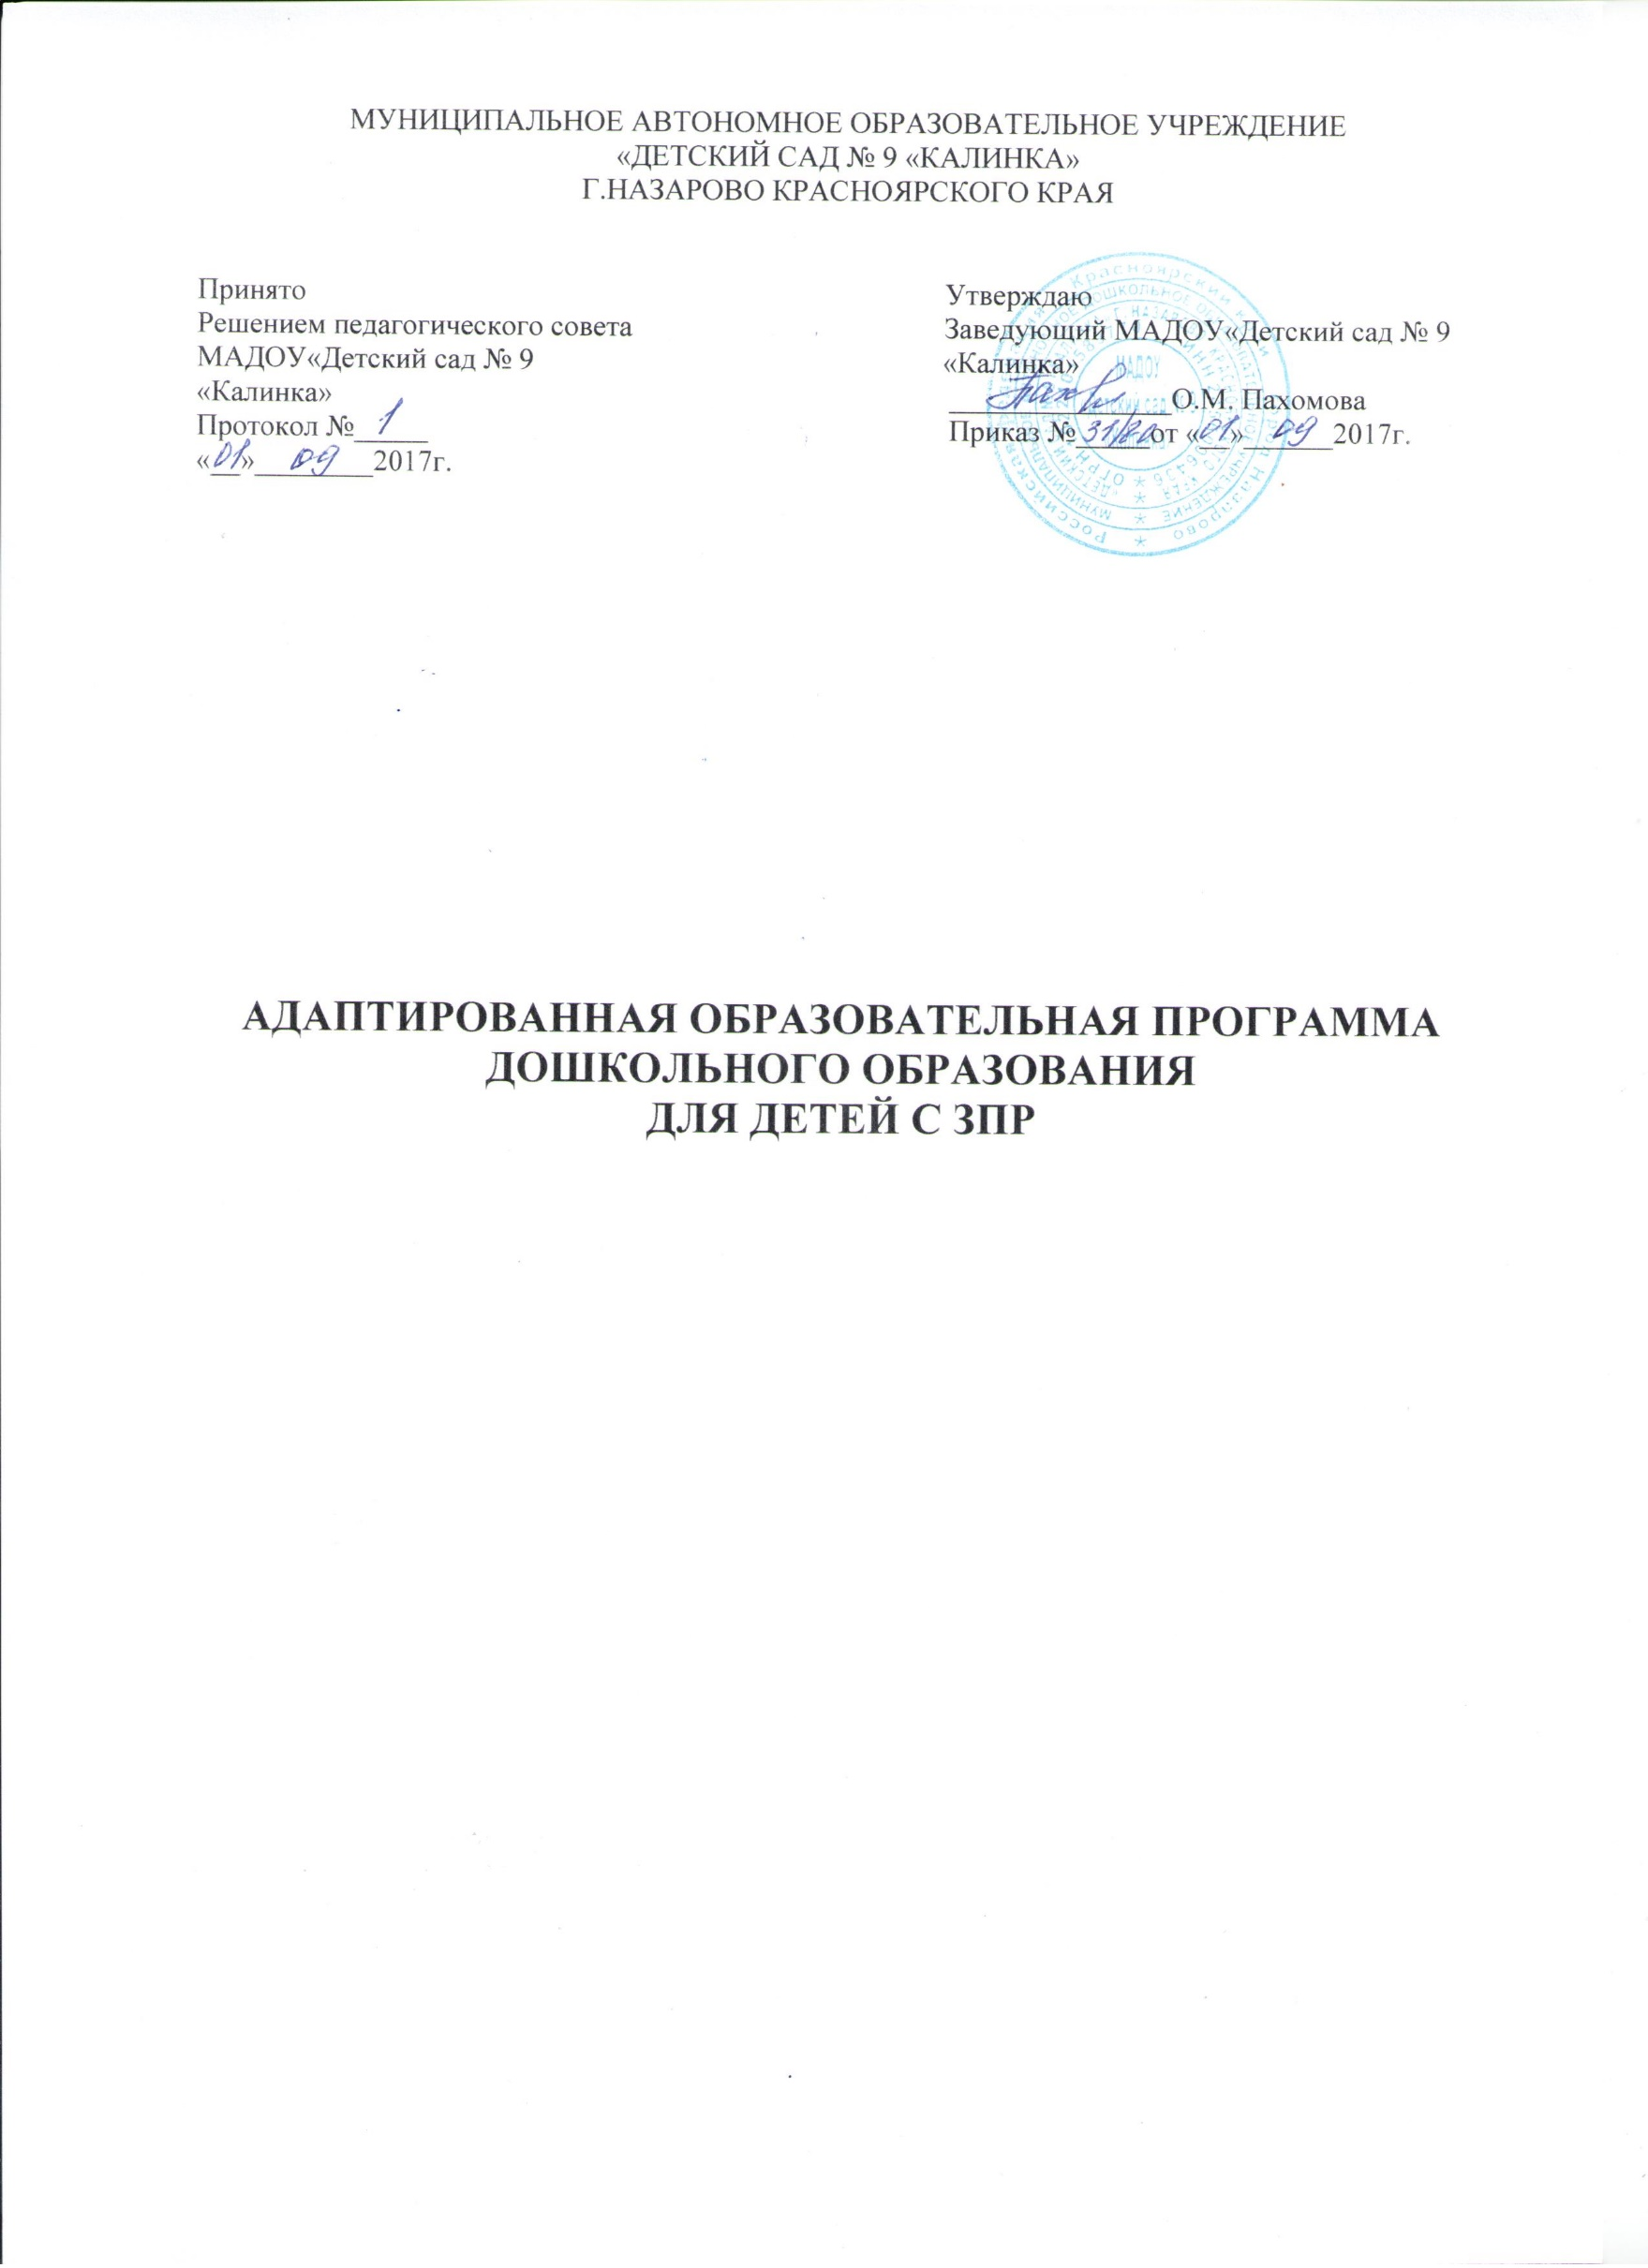 МУНИЦИПАЛЬНОЕ АВТОНОМНОЕ ОБРАЗОВАТЕЛЬНОЕ УЧРЕЖДЕНИЕ
«ДЕТСКИЙ САД № 9 «КАЛИНКА»
Г.НАЗАРОВО КРАСНОЯРСКОГО КРАЯ
Принято
Решением педагогического совета
МАДОУ«Детский сад № 9
«Калинка»
Протокол № 1
«01» 09 2017г.
Утверждаю
Заведующий МАДОУ«Детский сад № 9
«Калинка»
О.М. Пахомова
Приказ № 31/80 от «01» 09 2017г.
АДАПТИРОВАННАЯ ОБРАЗОВАТЕЛЬНАЯ ПРОГРАММА
ДОШКОЛЬНОГО ОБРАЗОВАНИЯ
ДЛЯ ДЕТЕЙ С ЗПР